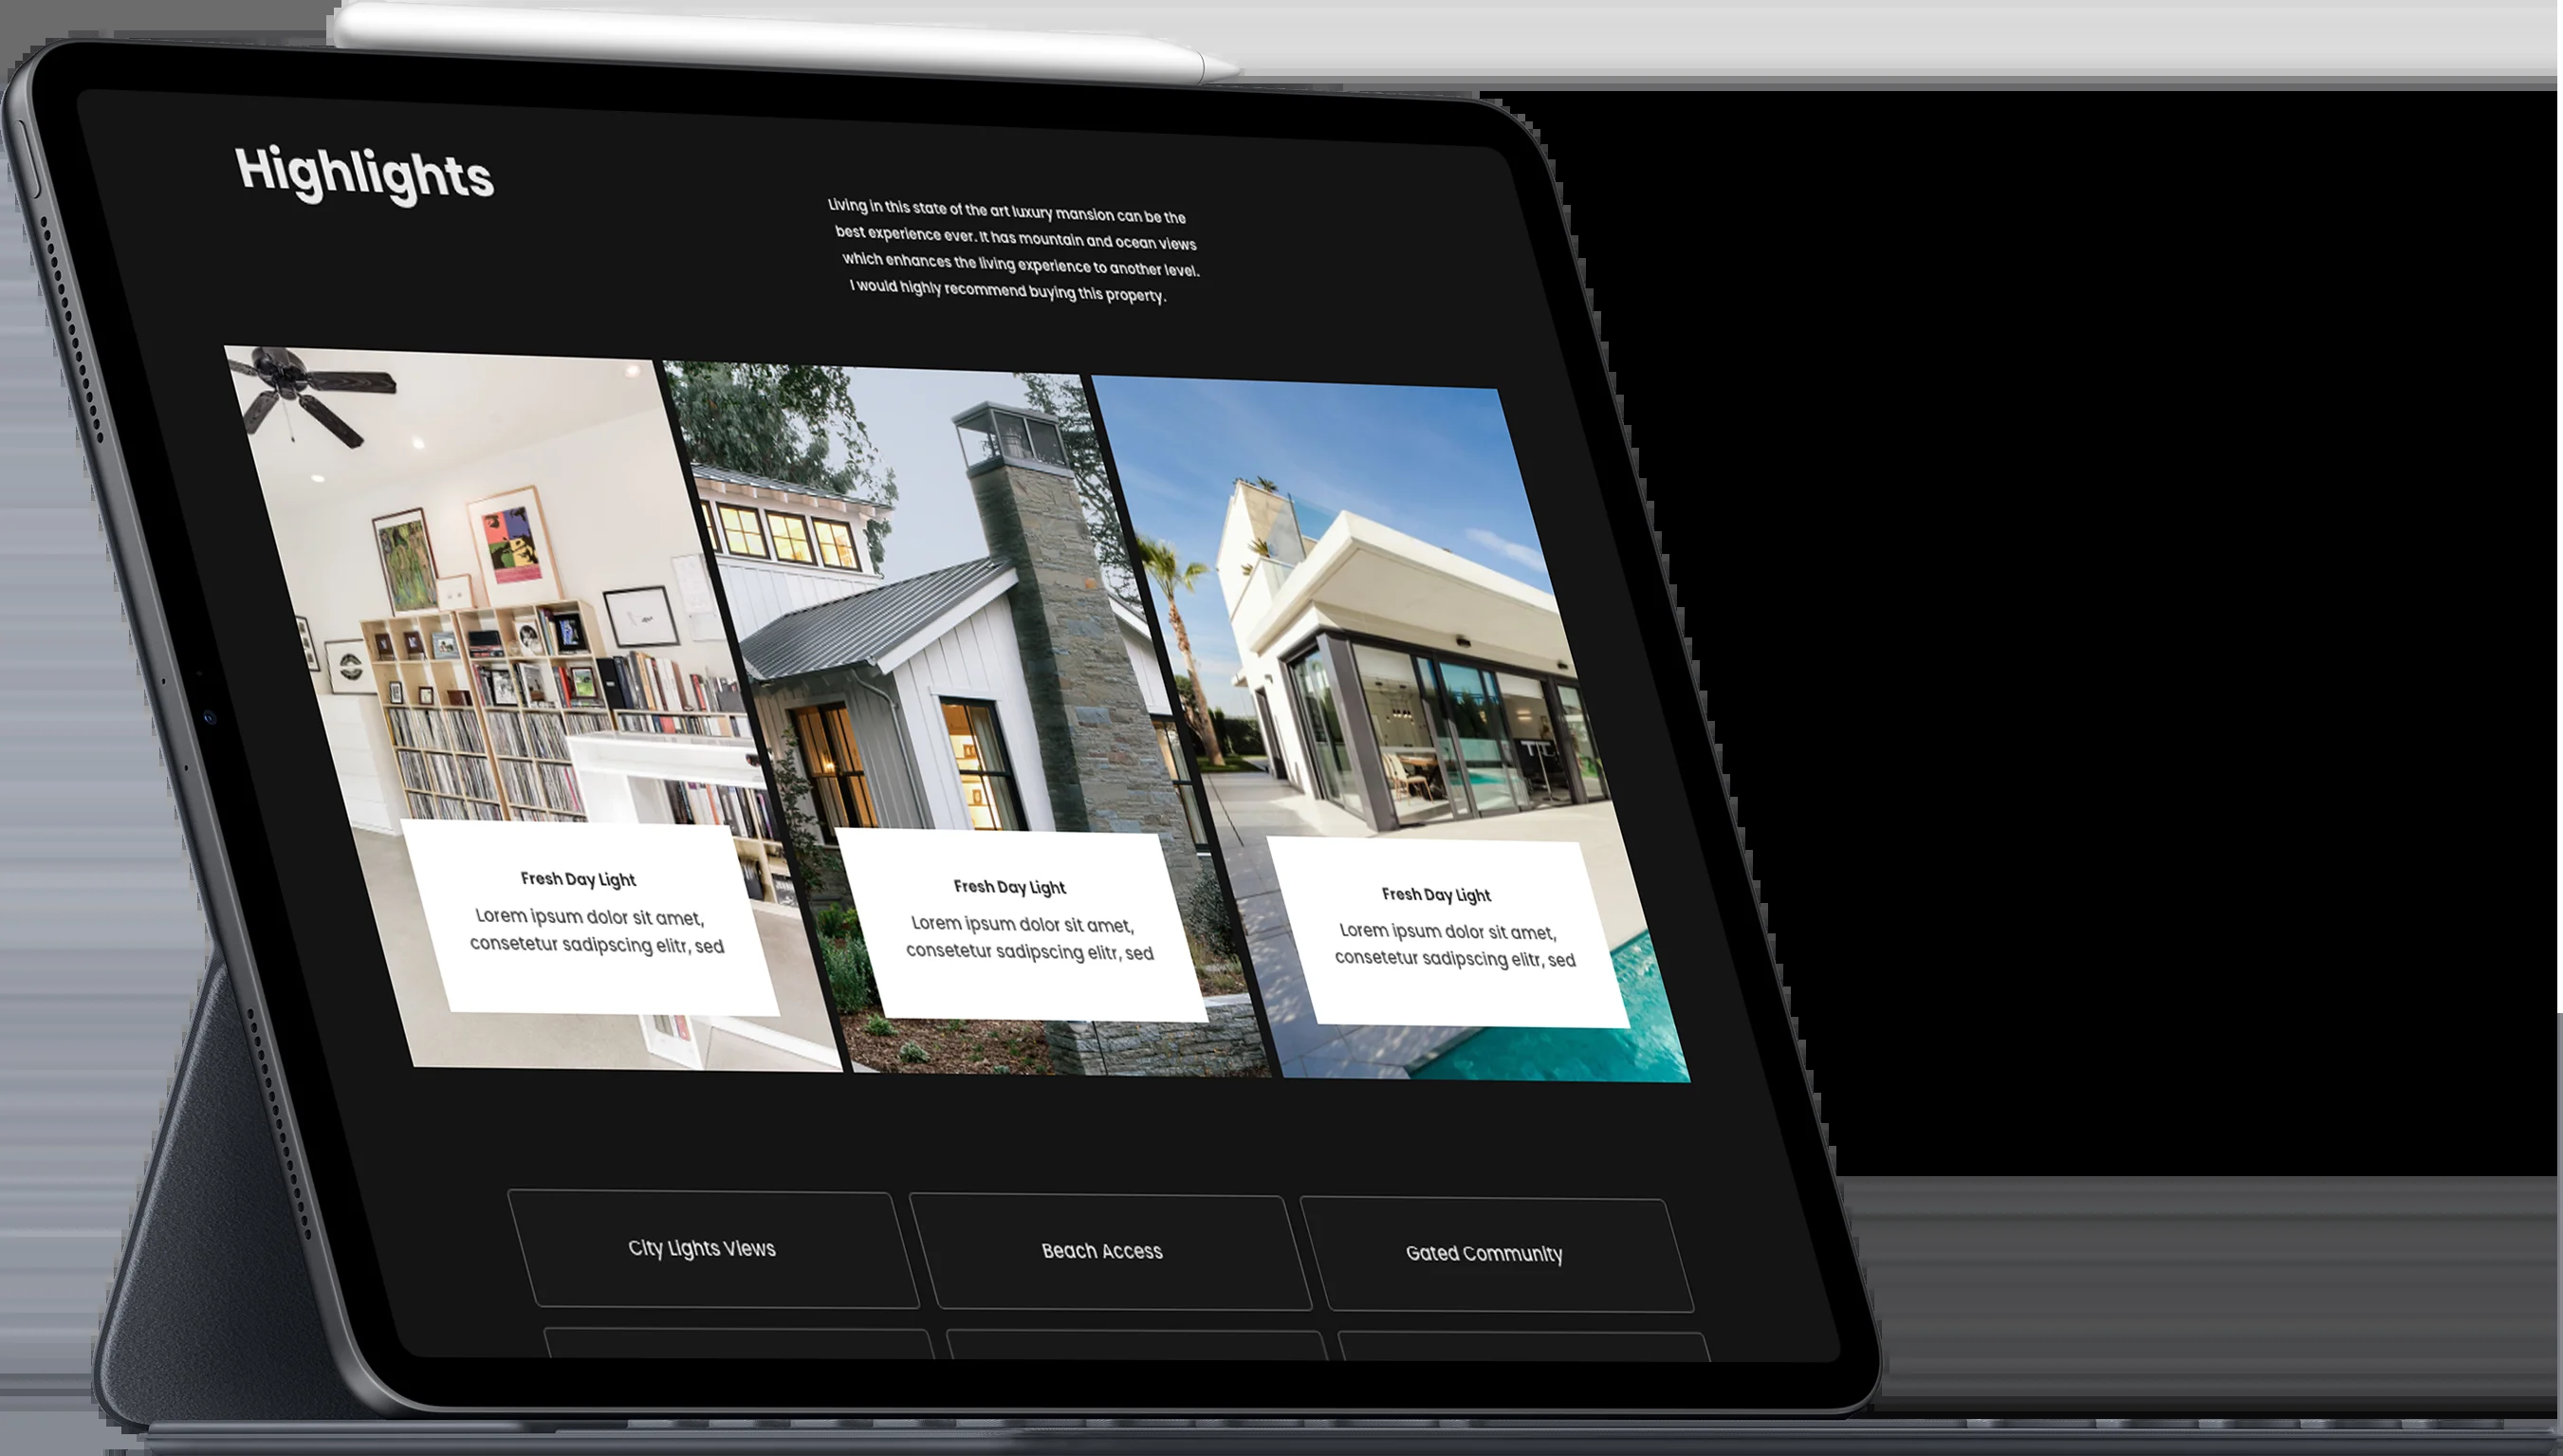 Highlights
Living in this state of the art luxury mansion can be the
best experience ever. It has mountain and ocean views
which enhances the living experience to another level.
I would highly recommend buying this property.
Fresh Day Light
Lorem ipsum dolor sit amet,
consetetur sadipscing elitr, sed
Fresh Day Light
Lorem ipsum dolor sit amet,
consetetur sadipscing elitr, sed
Fresh Day Light
Lorem ipsum dolor sit amet,
consetetur sadipscing elitr, sed
City Lights Views
Beach Access
Gated Community